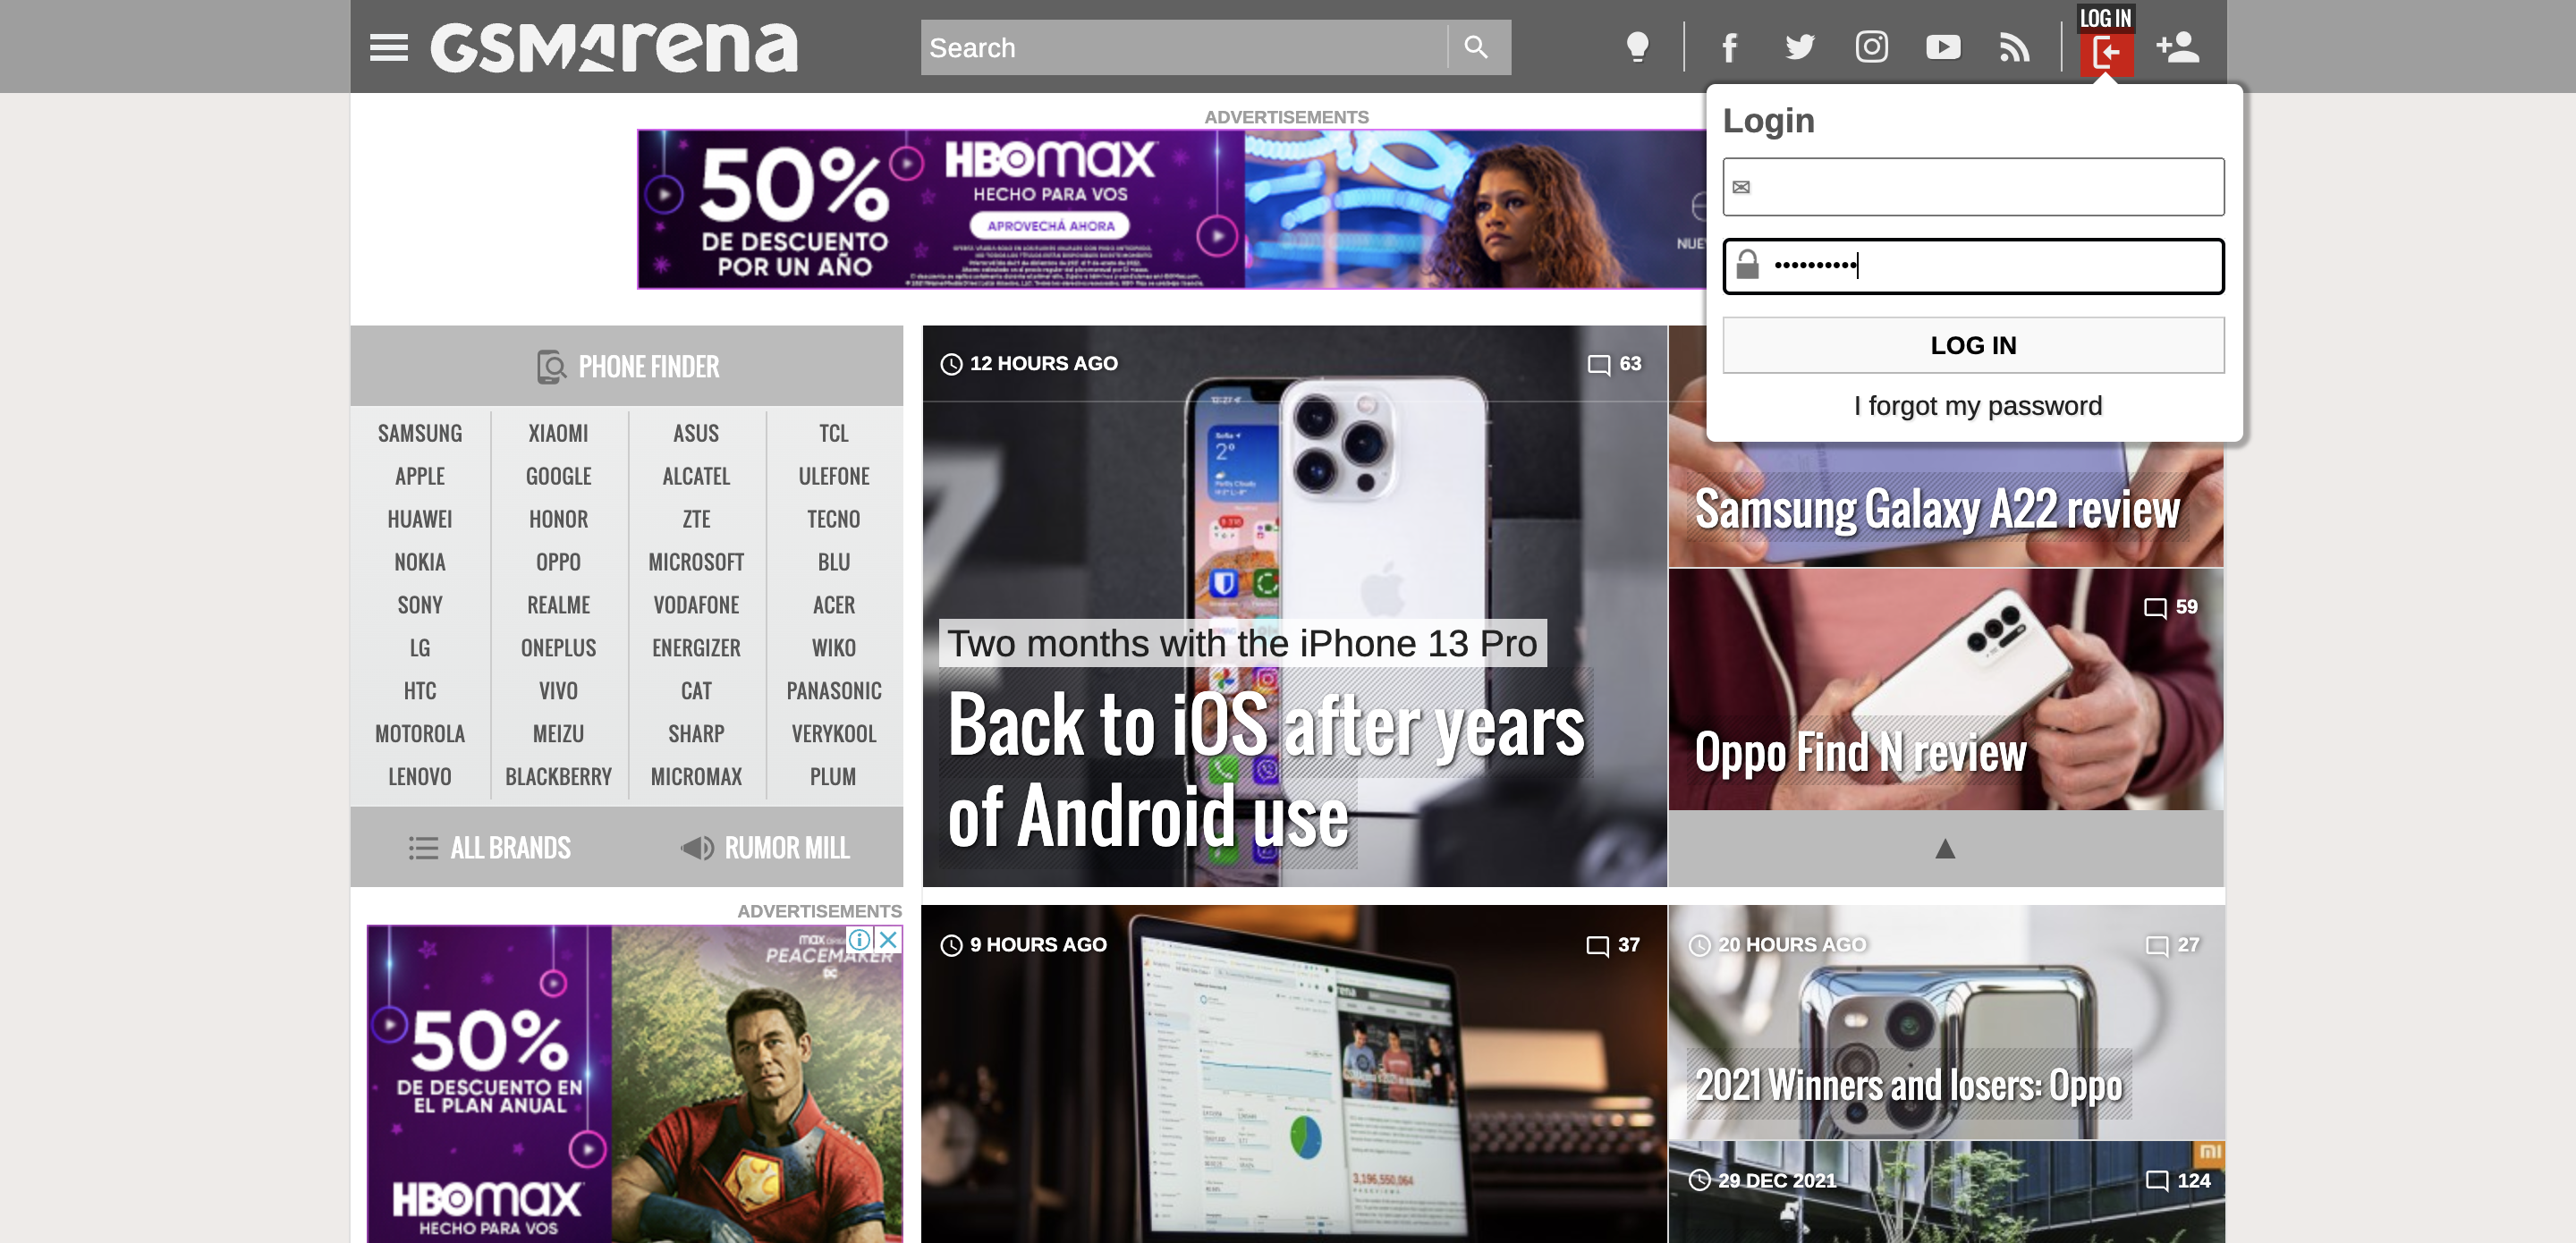 GSMArena
Search
LOG IN
Login
LOG IN
I forgot my password
ADVERTISEMENTS
50%
DE DESCUENTO
POR UN AÑO
HBOMAX
HECHO PARA VOS
APROVECHÁ AHORA
PHONE FINDER
SAMSUNG XIAOMI ASUS TCL
APPLE GOOGLE ALCATEL ULEFONE
HUAWEI HONOR ZTE TECNO
NOKIA OPPO MICROSOFT BLU
SONY REALME VODAFONE ACER
LG ONEPLUS ENERGIZER WIKO
HTC VIVO CAT PANASONIC
MOTOROLA MEIZU SHARP VERYKOOL
LENOVO BLACKBERRY MICROMAX PLUM
ALL BRANDS
RUMOR MILL
12 HOURS AGO
63
Two months with the iPhone 13 Pro
Back to iOS after years
of Android use
Samsung Galaxy A22 review
59
Oppo Find N review
ADVERTISEMENTS
50%
DE DESCUENTO EN
EL PLAN ANUAL
HBOMAX
HECHO PARA VOS
PEACEMAKER
DC
9 HOURS AGO
37
3,196,550,064
20 HOURS AGO
27
2021 Winners and losers: Oppo
29 DEC 2021
124